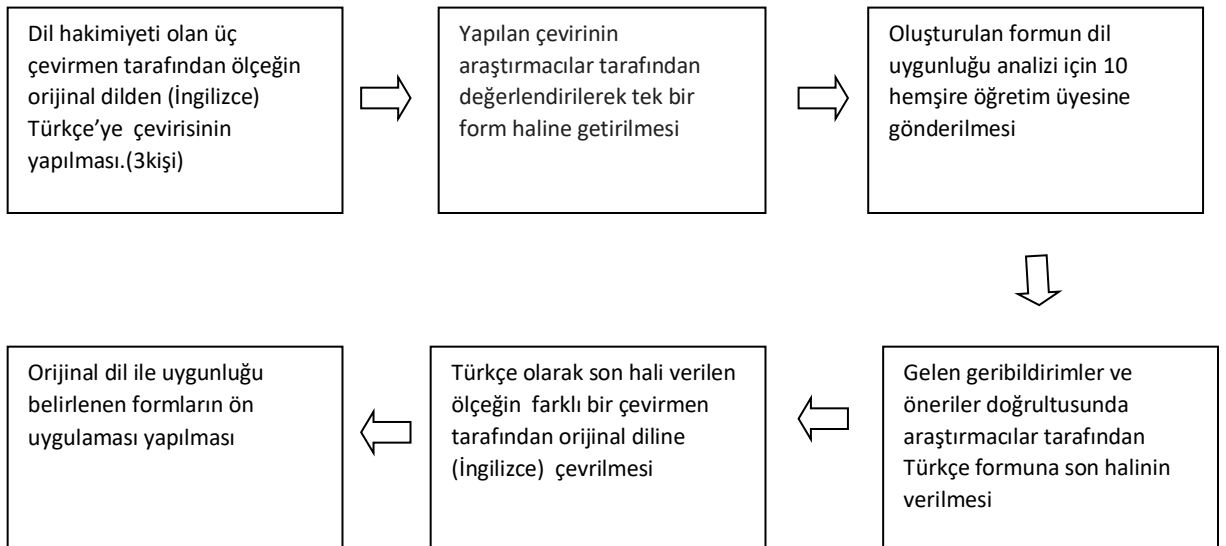 Dil hakimiyeti olan üç
çevirmen tarafından ölçeğin
orijinal dilden (İngilizce)
Türkçe’ye çevirisinin
yapılması.(3kişi)
Yapılan çevirinin
araştırmacılar tarafından
değerlendirilerek tek bir
form haline getirilmesi
Oluşturulan formun dil
uygunluğu analizi için 10
hemşire öğretim üyesine
gönderilmesi
Gelen geribildirimler ve
öneriler doğrultusunda
araştırmacılar tarafından
Türkçe formuna son halinin
verilmesi
Türkçe olarak son hali verilen
ölçeğin farklı bir çevirmen
tarafından orijinal diline
(İngilizce) çevrilmesi
Orijinal dil ile uygunluğu
belirlenen formların ön
uygulaması yapılması